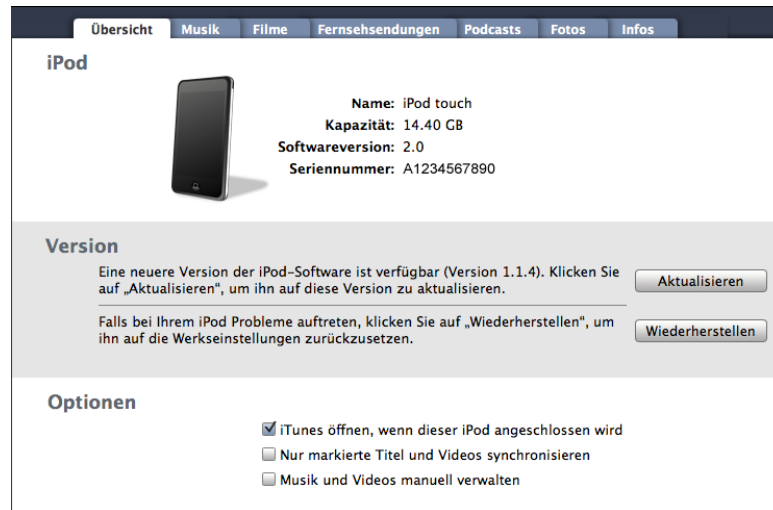 Übersicht Musik Filme Fernsehsendungen Podcasts Fotos Infos
iPod
Name: iPod touch
Kapazität: 14.40 GB
Softwareversion: 2.0
Seriennummer: A1234567890
Version
Eine neuere Version der iPod-Software ist verfügbar (Version 1.1.4). Klicken Sie
auf „Aktualisieren“, um ihn auf diese Version zu aktualisieren.
Aktualisieren
Falls bei Ihrem iPod Probleme auftreten, klicken Sie auf „Wiederherstellen“, um
ihn auf die Werkseinstellungen zurückzusetzen.
Wiederherstellen
Optionen
iTunes öffnen, wenn dieser iPod angeschlossen wird
Nur markierte Titel und Videos synchronisieren
Musik und Videos manuell verwalten